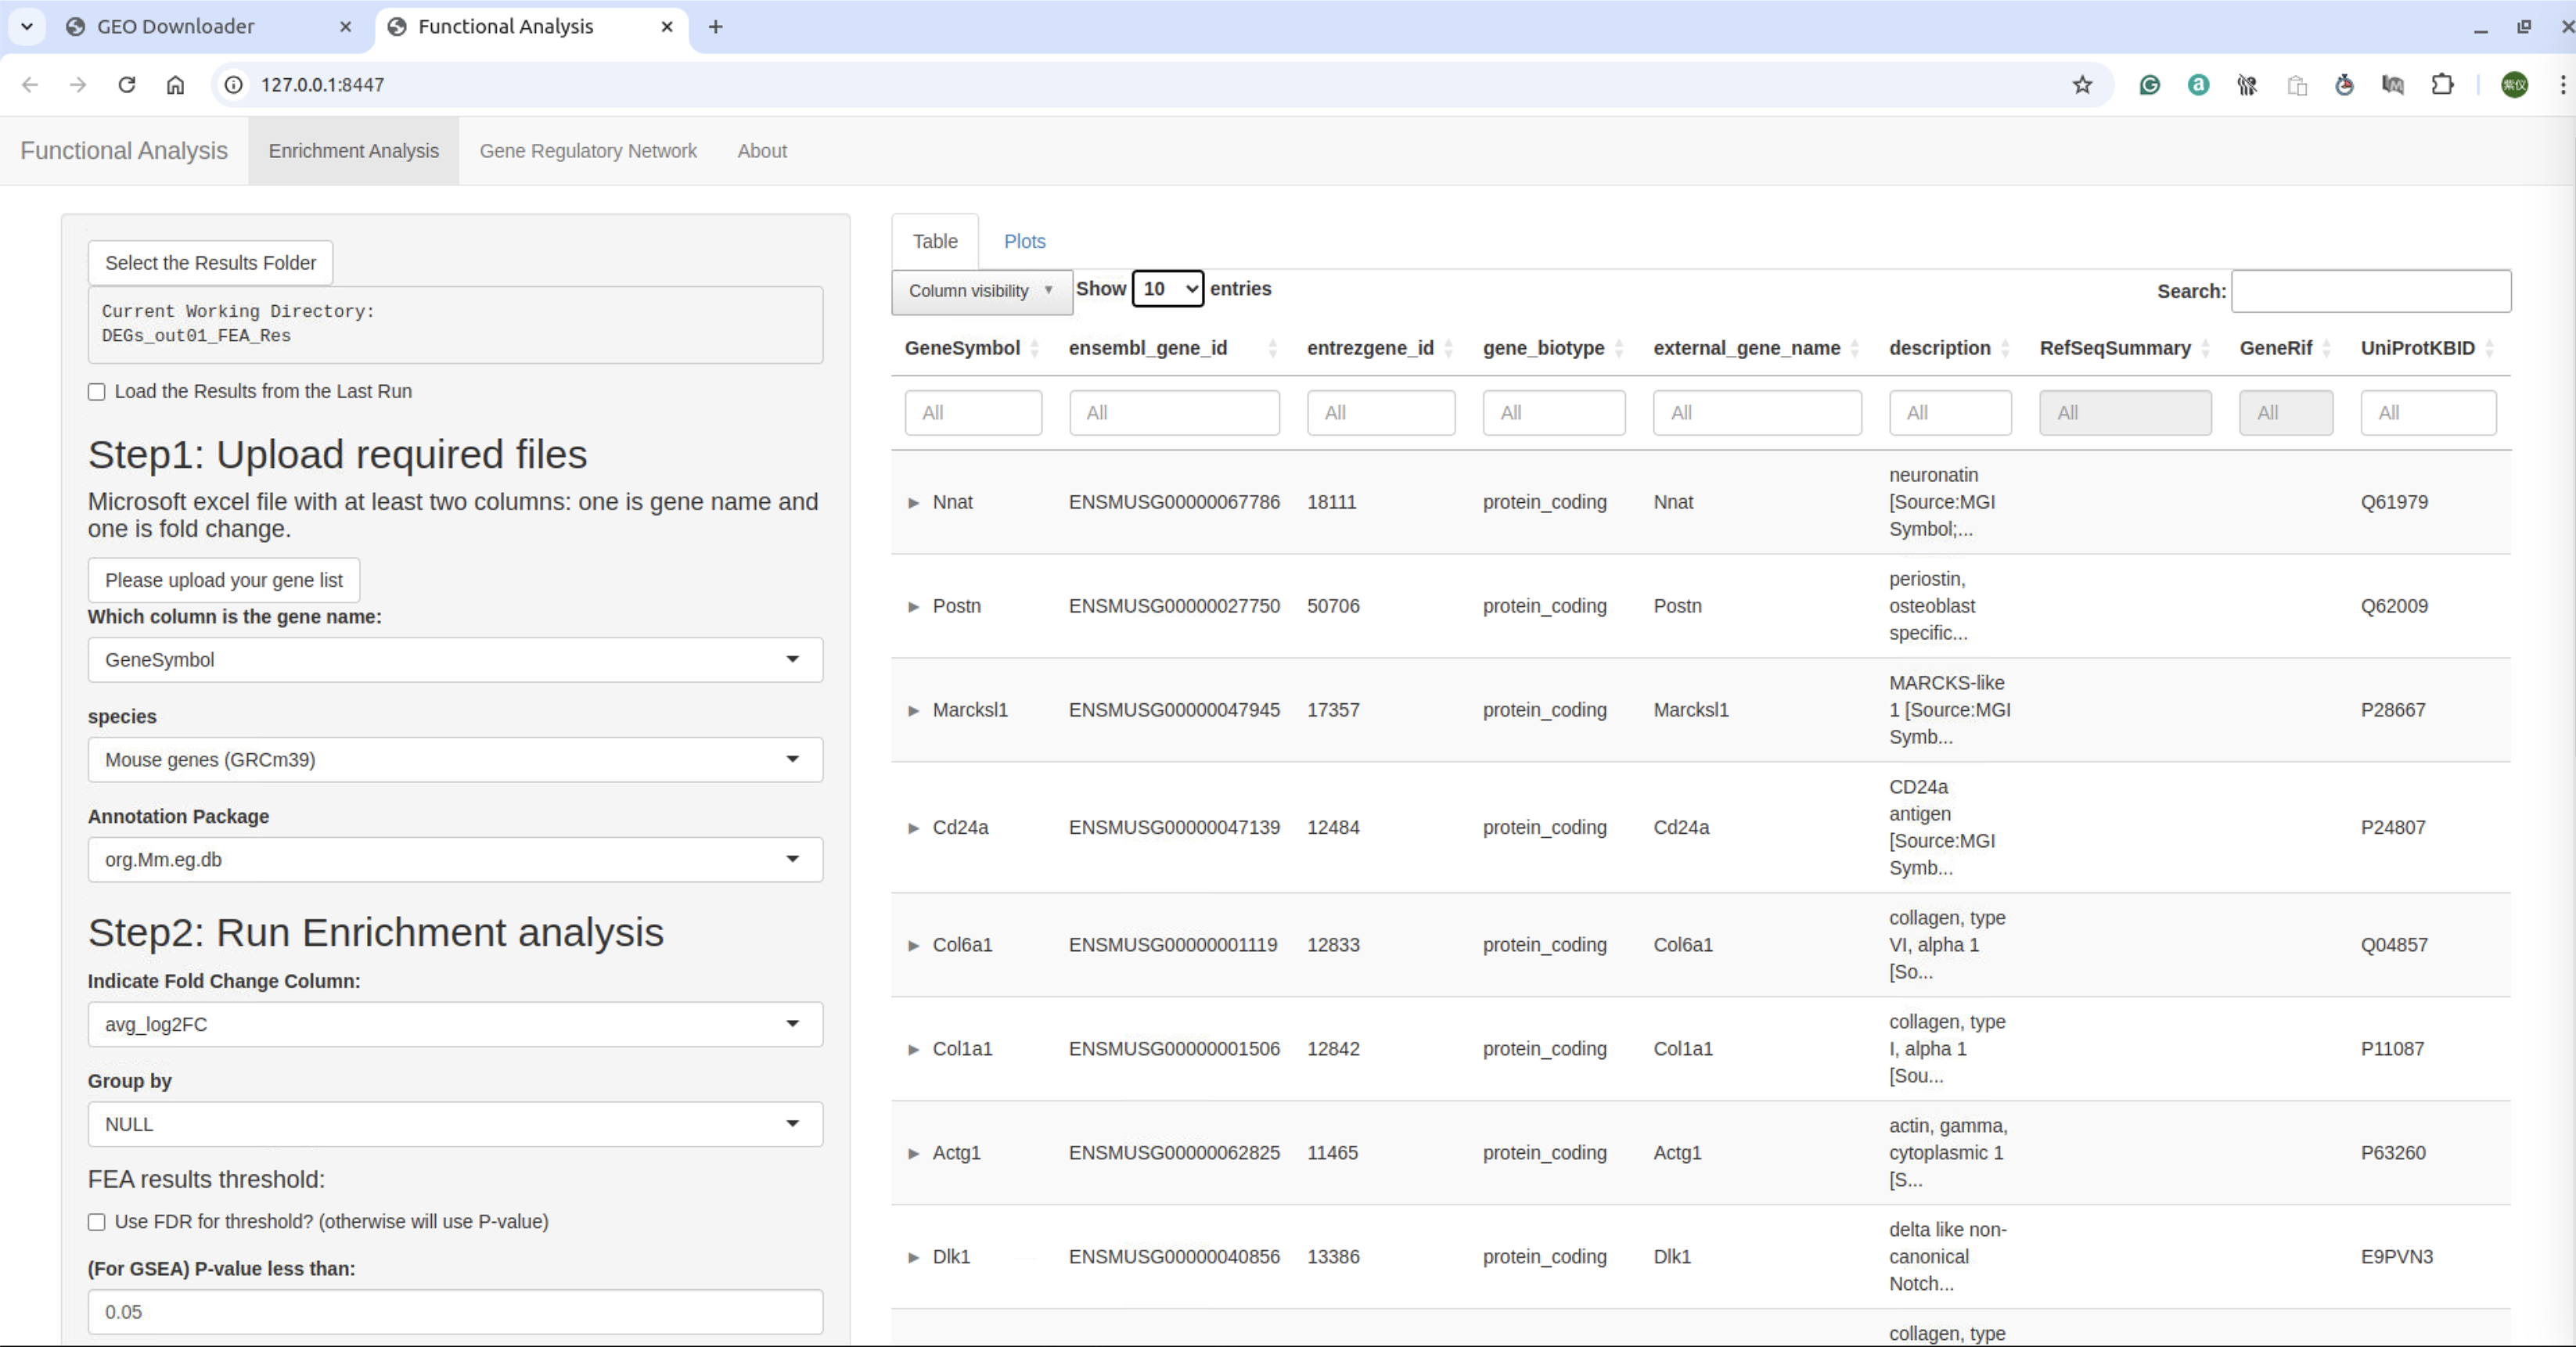 GEO Downloader
Functional Analysis
127.0.0.1:8447
紫仪
Functional Analysis Enrichment Analysis Gene Regulatory Network About
Select the Results Folder
Current Working Directory:
DEGs_out01_FEA_Res
Load the Results from the Last Run
Step1: Upload required files
Microsoft excel file with at least two columns: one is gene name and
one is fold change.
Please upload your gene list
Which column is the gene name:
GeneSymbol
species
Mouse genes (GRCm39)
Annotation Package
org.Mm.eg.db
Step2: Run Enrichment analysis
Indicate Fold Change Column:
avg_log2FC
Group by
NULL
FEA results threshold:
Use FDR for threshold? (otherwise will use P-value)
(For GSEA) P-value less than:
0.05
Table Plots
Column visibility Show 10 entries Search:
GeneSymbol ensembl_gene_id entrezgene_id gene_biotype external_gene_name description RefSeqSummary GeneRif UniProtKBID
All All All All All All All All All
Nnat ENSMUSG00000067786 18111 protein_coding Nnat neuronatin
[Source:MGI
Symbol;... Q61979
Postn ENSMUSG00000027750 50706 protein_coding Postn periostin,
osteoblast
specific... Q62009
Marcksl1 ENSMUSG00000047945 17357 protein_coding Marcksl1 MARCKS-like
1 [Source:MGI
Symb... P28667
Cd24a ENSMUSG00000047139 12484 protein_coding Cd24a CD24a
antigen
[Source:MGI
Symb... P24807
Col6a1 ENSMUSG00000001119 12833 protein_coding Col6a1 collagen, type
VI, alpha 1
[So... Q04857
Col1a1 ENSMUSG00000001506 12842 protein_coding Col1a1 collagen, type
I, alpha 1
[Sou... P11087
Actg1 ENSMUSG00000062825 11465 protein_coding Actg1 actin, gamma,
cytoplasmic 1
[S... P63260
Dlk1 ENSMUSG00000040856 13386 protein_coding Dlk1 delta like non-
canonical
Notch... E9PVN3
collagen, type